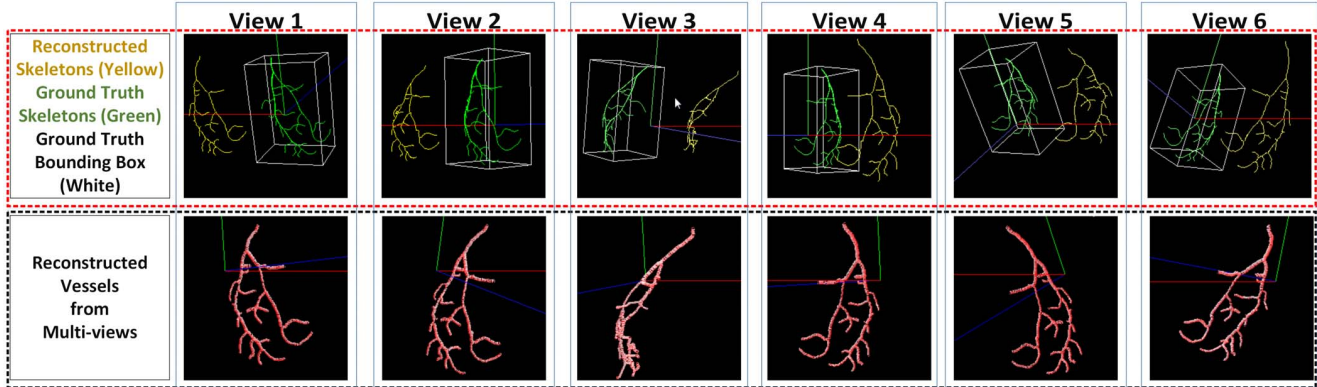 View 1 View 2 View 3 View 4 View 5 View 6
Reconstructed
Skeletons (Yellow)
Ground Truth
Skeletons (Green)
Ground Truth
Bounding Box
(White)
Reconstructed
Vessels
from
Multi-views